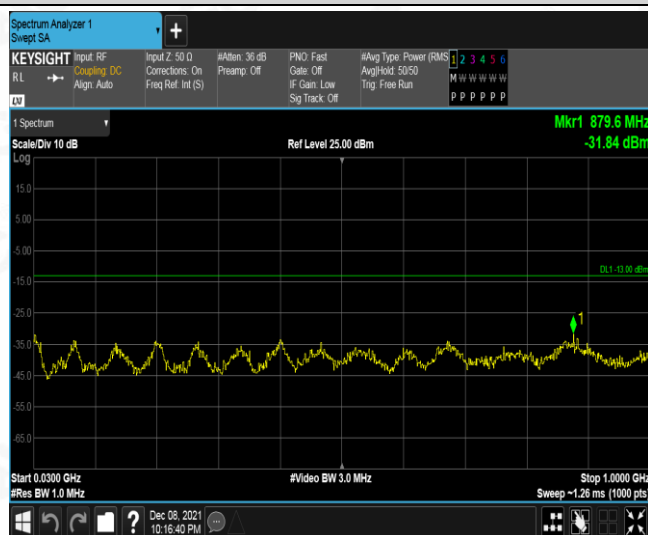 Spectrum Analyzer 1
Swept SA
+
KEYSIGHT
RL
LXI
Input: RF
Coupling: DC
Align: Auto
Input Z: 50 Ω
Corrections: On
Freq Ref: Int (S)
#Atten: 36 dB
Preamp: Off
PNO: Fast
Gate: Off
IF Gain: Low
Sig Track: Off
#Avg Type: Power (RMS
Avg|Hold: 50/50
Trig: Free Run
1 2 3 4 5 6
M W W W W W
P P P P P P
1 Spectrum
Mkr1 879.6 MHz
Scale/Div 10 dB
Ref Level 25.00 dBm
-31.84 dBm
Log
15.0
5.00
-5.00
DL1 -13.00 dBm
-15.0
-25.0
1
-35.0
-45.0
-55.0
-65.0
Start 0.0300 GHz
#Video BW 3.0 MHz
Stop 1.0000 GHz
#Res BW 1.0 MHz
Sweep ~1.26 ms (1000 pts)
?
Dec 08, 2021
10:16:40 PM